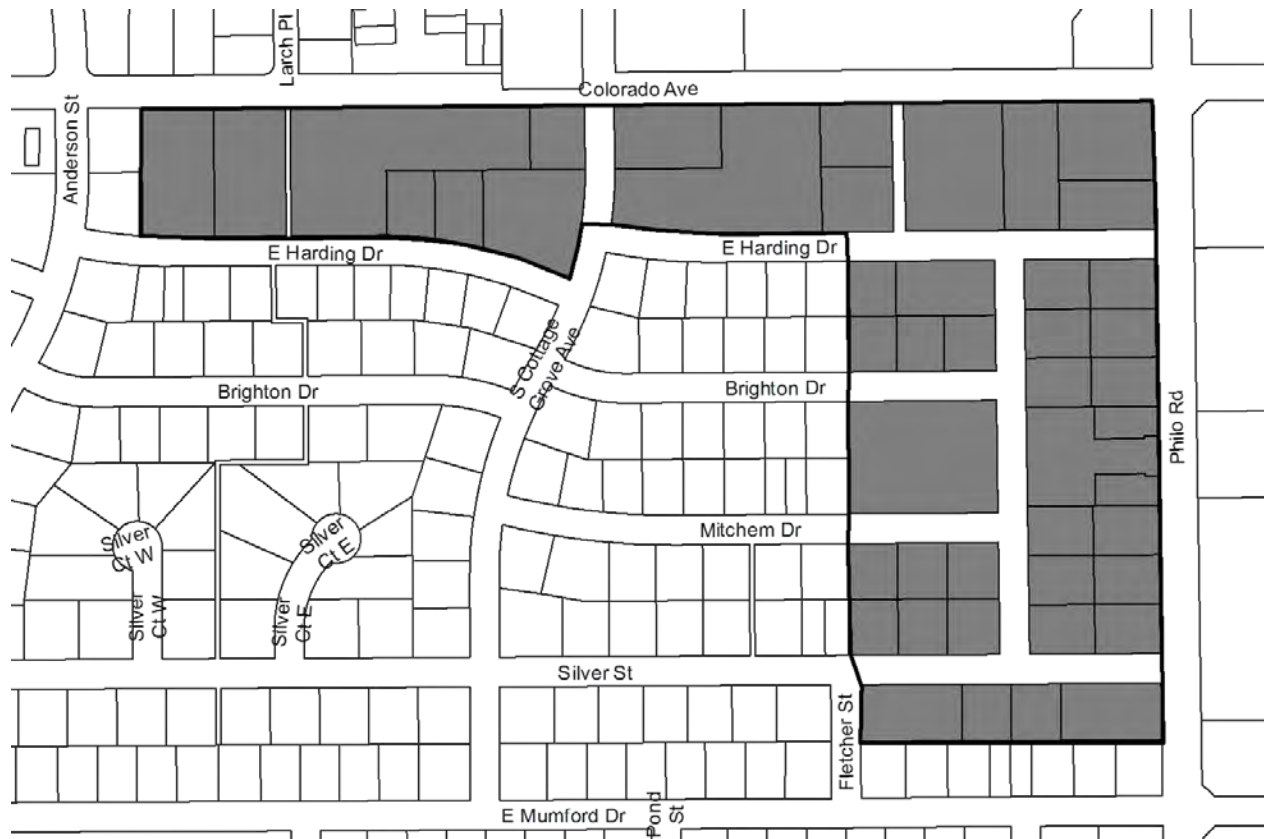 Larch Pl
Colorado Ave
Anderson St
E Harding Dr
E Harding Dr
S Cottage
Grove Ave
Brighton Dr
Brighton Dr
Philo Rd
Mitchem Dr
Silver
Ct W
Silver
Ct E
Silver
Ct W
Silver
Ct E
Silver St
Fletcher St
E Mumford Dr
Pond
St